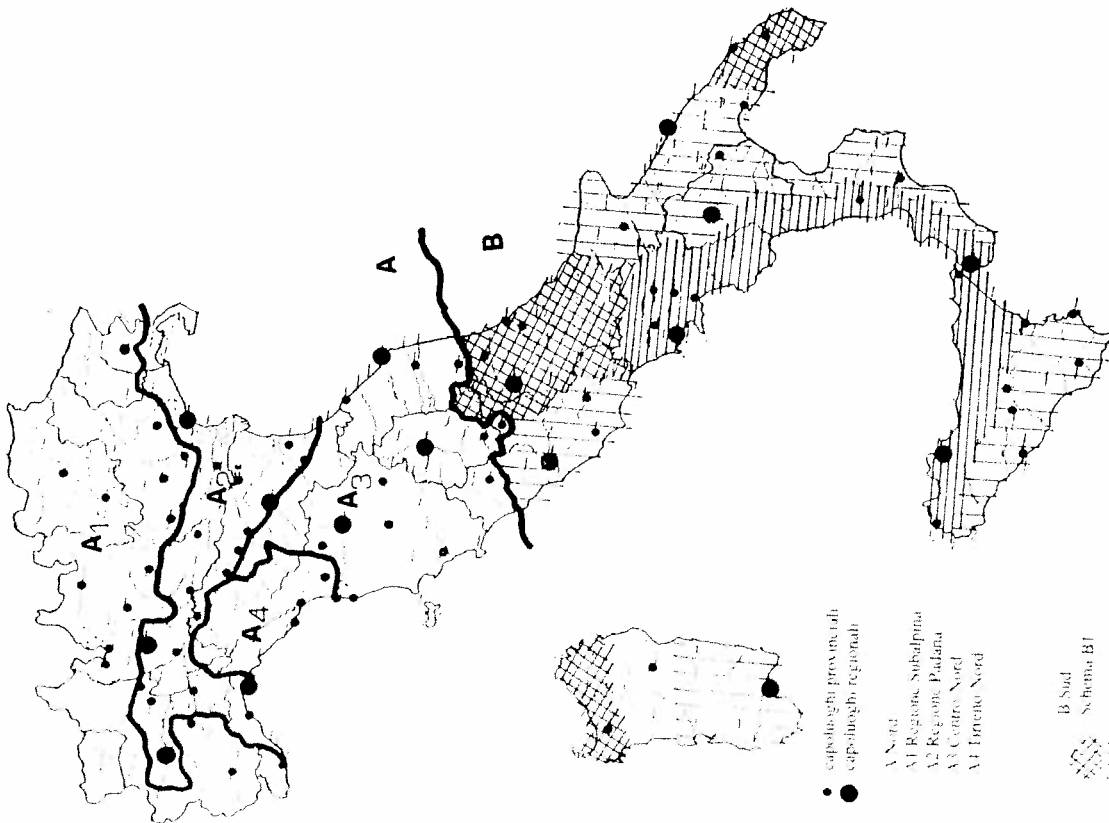 A1
A2
A3
A4
A
B
capoluoghi provinciali
capoluoghi regionali
A Nord
A1 Regione Subalpina
A2 Regione Padana
A3 Centro Nord
A4 Tirreno Nord
B Sud
Schema B1